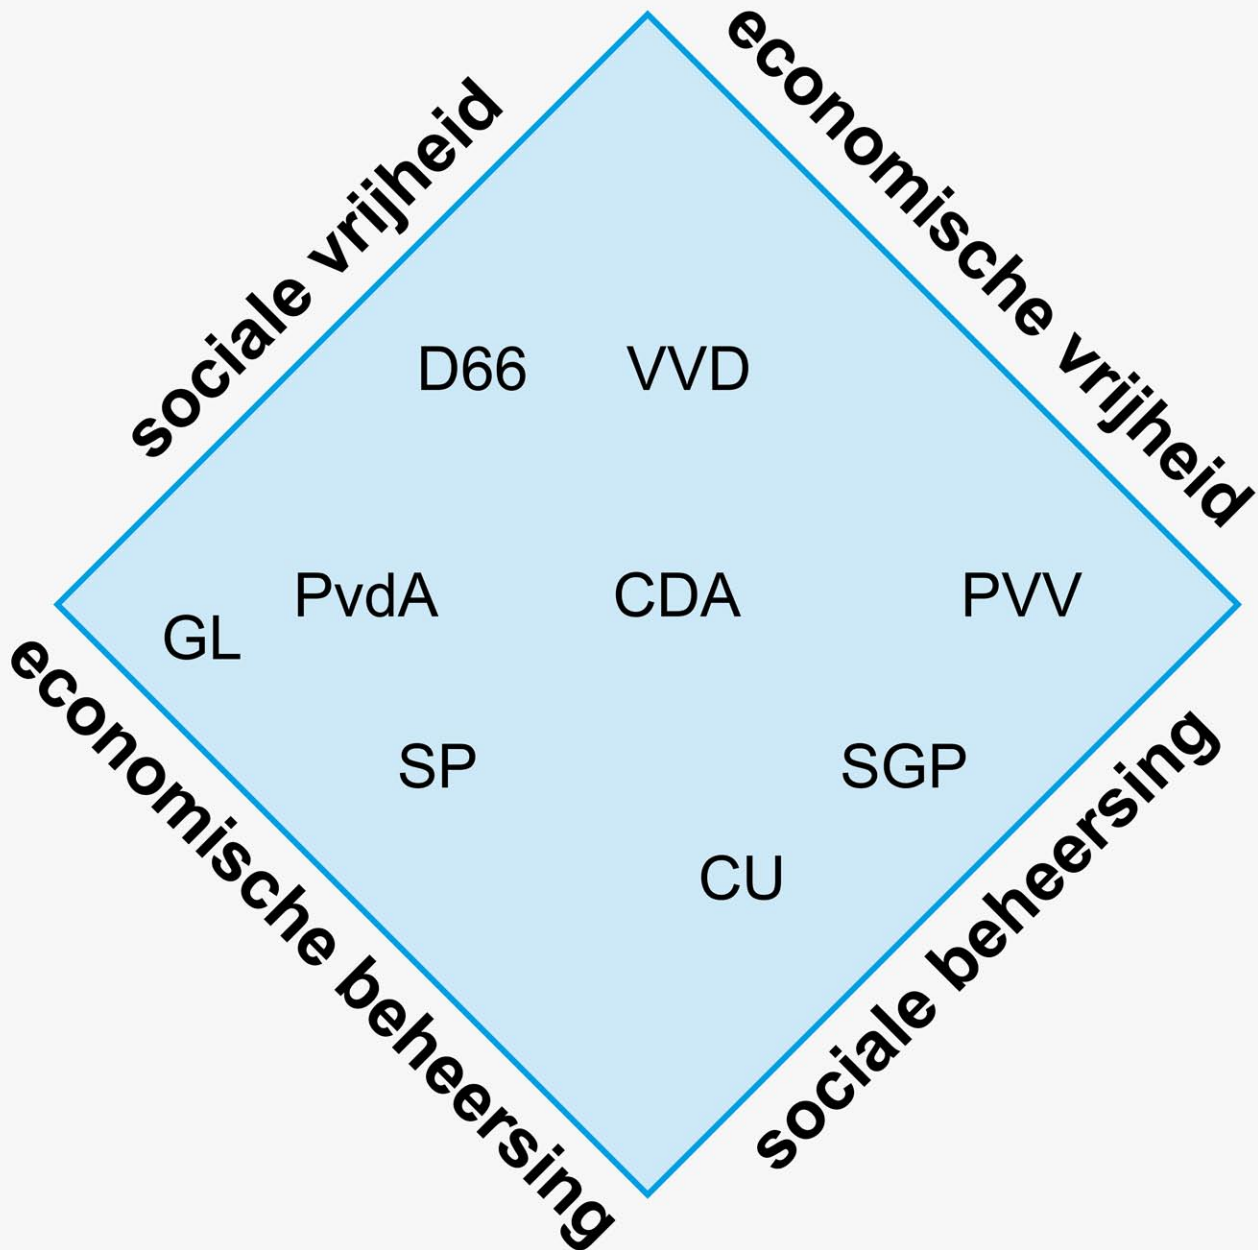 sociale vrijheid
economische vrijheid
D66
VVD
PvdA
CDA
PVV
GL
SP
SGP
CU
economische beheersing
sociale beheersing